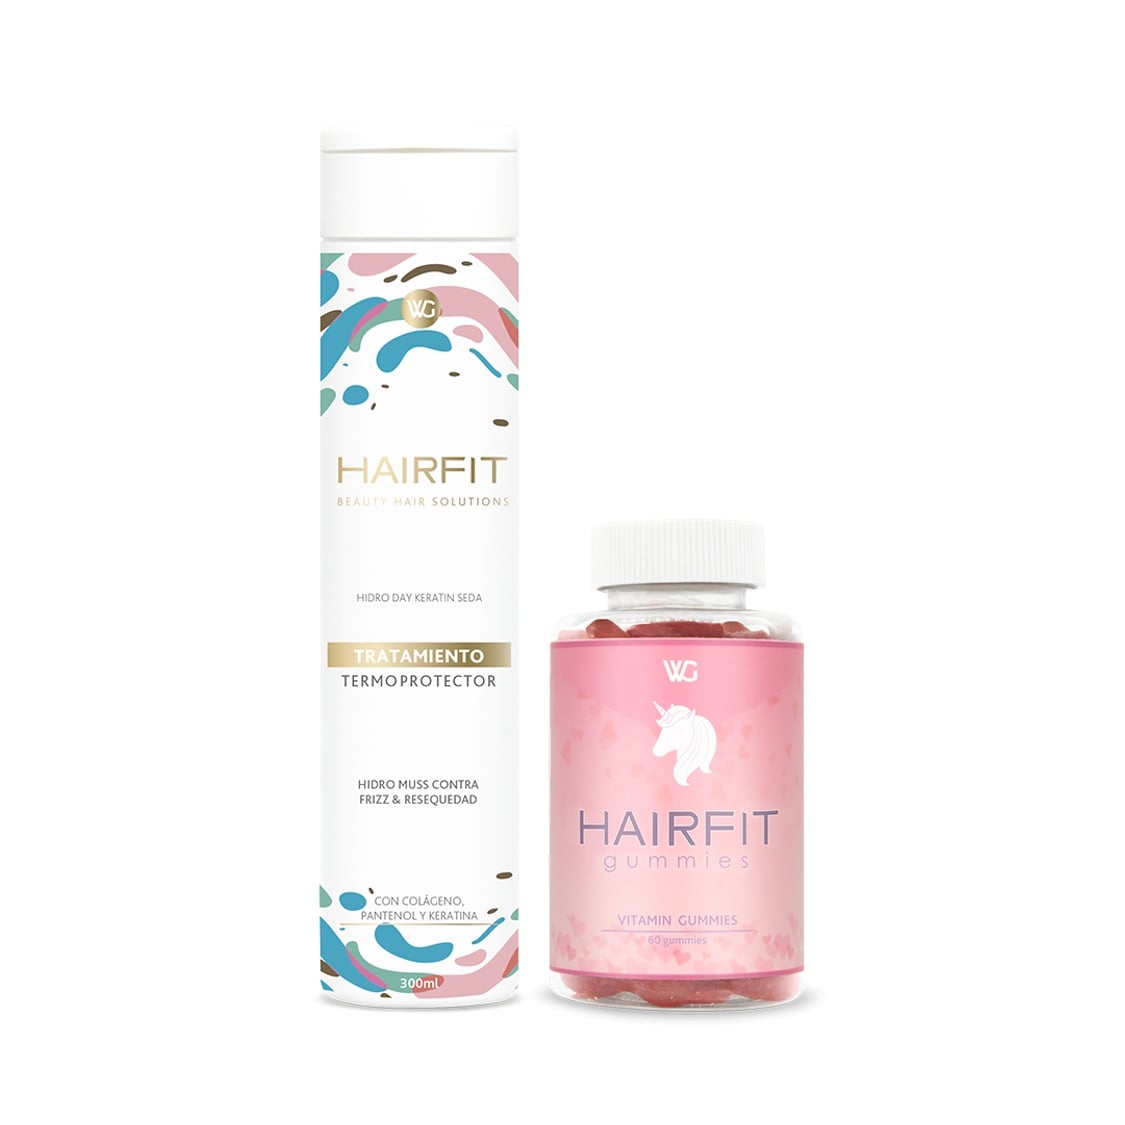 WG
HAIRFIT
BEAUTY HAIR SOLUTIONS
HIDRO DAY KERATIN SEDA
TRATAMIENTO
TERMOPROTECTOR
HIDRO MUSS CONTRA
FRIZZ & RESEQUEDAD
CON COLÁGENO,
PANTENOL Y KERATINA
300ml
WG
HAIRFIT
gummies
VITAMIN GUMMIES
60 gummies